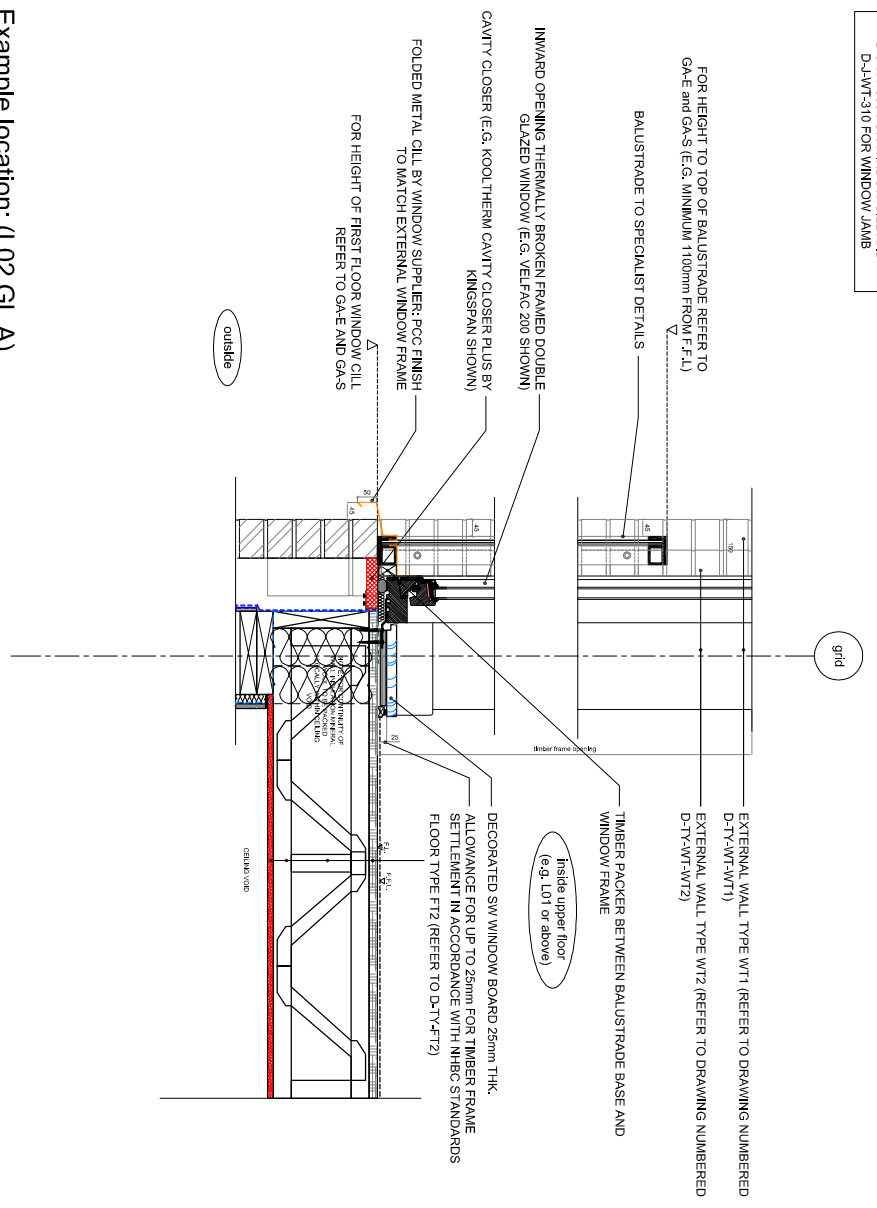 D-J-WT-310 FOR WINDOW JAMB
FOR HEIGHT TO TOP OF BALUSTRADE REFER TO
GA-E and GA-S (E.G. MINIMUM 1100mm FROM F.F.L)
BALUSTRADE TO SPECIALIST DETAILS
INWARD OPENING THERMALLY BROKEN FRAMED DOUBLE
GLAZED WINDOW (E.G. VELFAC 200 SHOWN)
CAVITY CLOSER (E.G. KOOLTHERM CAVITY CLOSER PLUS BY
KINGSPAN SHOWN)
FOLDED METAL CILL BY WINDOW SUPPLIER: PCC FINISH
TO MATCH EXTERNAL WINDOW FRAME
FOR HEIGHT OF FIRST FLOOR WINDOW CILL
REFER TO GA-E AND GA-S
outside
grid
EXTERNAL WALL TYPE WT1 (REFER TO DRAWING NUMBERED
D-TY-WT-WT1)
EXTERNAL WALL TYPE WT2 (REFER TO DRAWING NUMBERED
D-TY-WT-WT2)
TIMBER PACKER BETWEEN BALUSTRADE BASE AND
WINDOW FRAME
inside upper floor
(e.g. L01 or above)
DECORATED SW WINDOW BOARD 25mm THK.
ALLOWANCE FOR UP TO 25mm FOR TIMBER FRAME
SETTLEMENT IN ACCORDANCE WITH NHBC STANDARDS
FLOOR TYPE FT2 (REFER TO D-TY-FT2)
timber frame opening
150
45
45
50
45
25
F.L.
F.F.L.
CONTINUITY OF
MINERAL
CEILING
VOID
CEILING VOID
Example location: (L02 GL A)